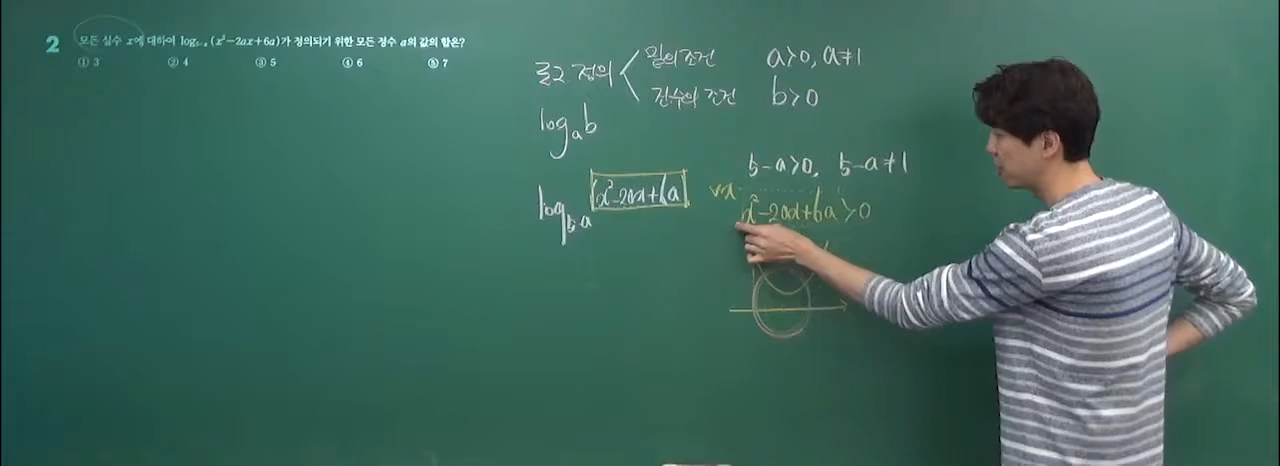 2 모든 실수 x에 대하여 log₅₋ₐ(x²-2ax+6a)가 정의되기 위한 모든 정수 a의 값의 합은?
① 3 ② 4 ③ 5 ④ 6 ⑤ 7
로그 정의
밑의 조건 a>0, a≠1
진수의 조건 b>0
logₐb
5-a>0, 5-a≠1
log₅₋ₐ(x²-2ax+6a)
∀x
x²-2ax+6a>0